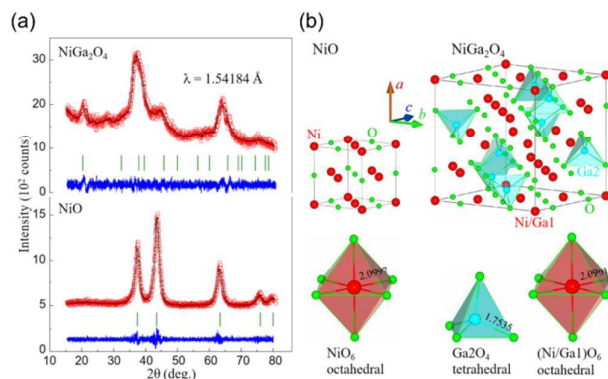 (a)
NiGa₂O₄
λ = 1.54184 Å
30
25
20
15
10
NiO
15
10
5
0
Intensity (10² counts)
10 20 30 40 50 60 70 80
2θ (deg.)
(b)
NiO
NiGa₂O₄
a
c
b
Ni
O
Ga2
Ni/Ga1
2.0997
NiO₆
octahedral
1.7535
Ga2O₄
tetrahedral
(Ni/Ga1)O₆
octahedral